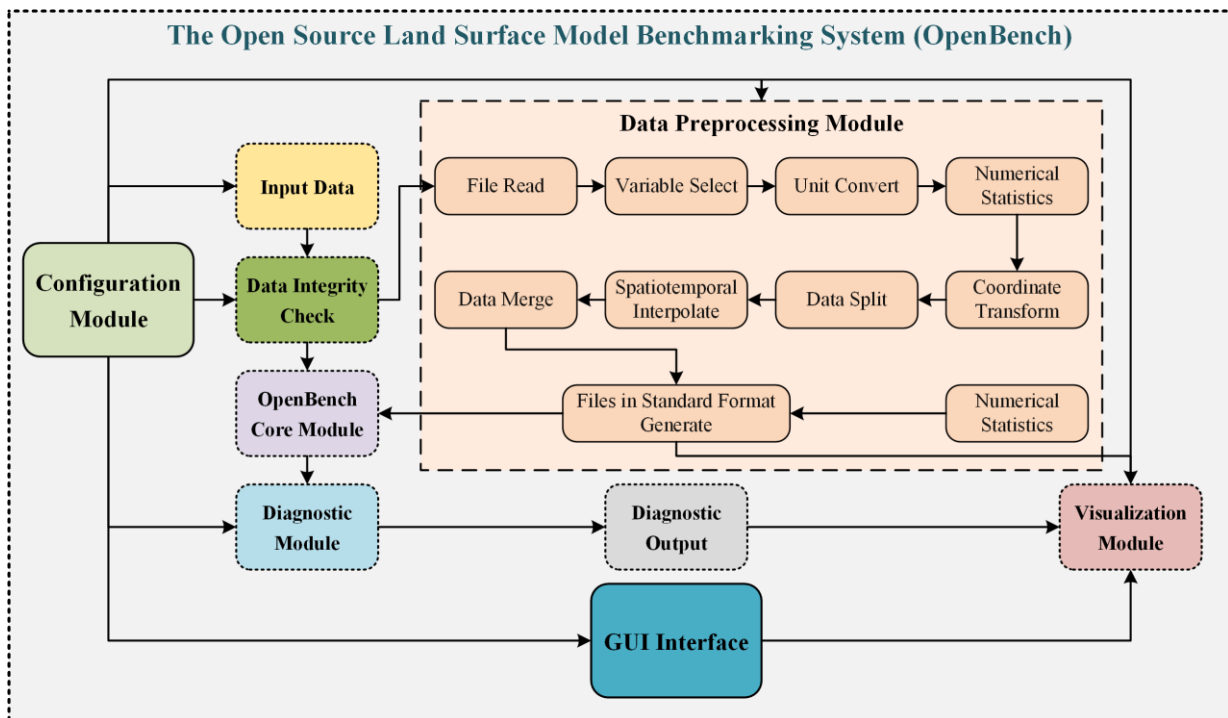 The Open Source Land Surface Model Benchmarking System (OpenBench)
Data Preprocessing Module
Input Data
File Read
Variable Select
Unit Convert
Numerical
Statistics
Configuration
Module
Data Integrity
Check
Data Merge
Spatiotemporal
Interpolate
Data Split
Coordinate
Transform
OpenBench
Core Module
Files in Standard Format
Generate
Numerical
Statistics
Diagnostic
Module
Diagnostic
Output
Visualization
Module
GUI Interface